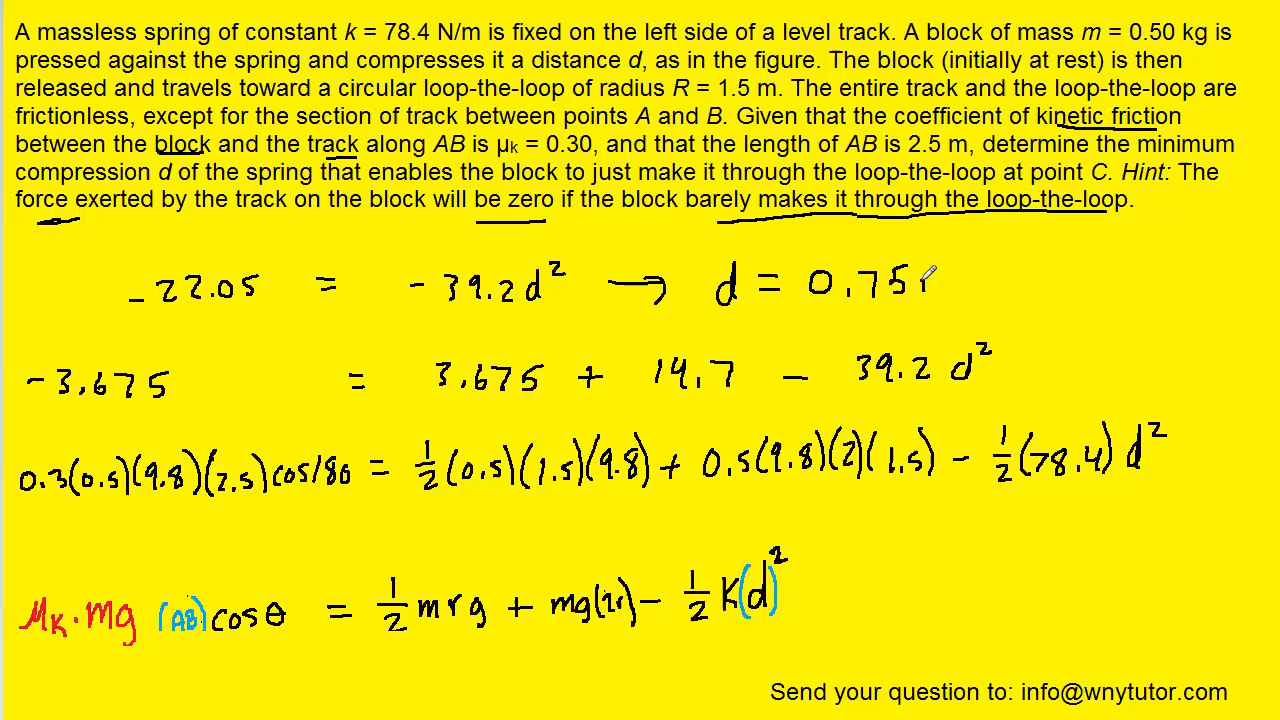 A massless spring of constant k = 78.4 N/m is fixed on the left side of a level track. A block of mass m = 0.50 kg is
pressed against the spring and compresses it a distance d, as in the figure. The block (initially at rest) is then
released and travels toward a circular loop-the-loop of radius R = 1.5 m. The entire track and the loop-the-loop are
frictionless, except for the section of track between points A and B. Given that the coefficient of kinetic friction
between the block and the track along AB is μk = 0.30, and that the length of AB is 2.5 m, determine the minimum
compression d of the spring that enables the block to just make it through the loop-the-loop at point C. Hint: The
force exerted by the track on the block will be zero if the block barely makes it through the loop-the-loop.
-22.05 = -39.2d² → d = 0.75
-3.675 = 3.675 + 14.7 - 39.2 d²
0.3(0.5)(9.8)(2.5)cos180 = 1/2(0.5)(1.5)(9.8) + 0.5(9.8)(2)(1.5) - 1/2(78.4)d²
μK·mg (AB) cosθ = 1/2 mrg + mg(2r) - 1/2 K(d)²
Send your question to: info@wnytutor.com